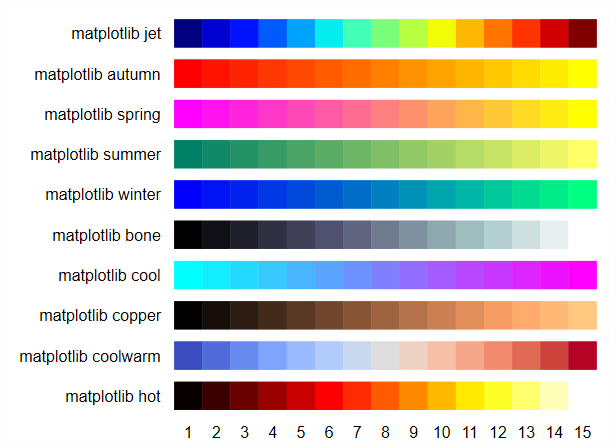 matplotlib jet
matplotlib autumn
matplotlib spring
matplotlib summer
matplotlib winter
matplotlib bone
matplotlib cool
matplotlib copper
matplotlib coolwarm
matplotlib hot
1 2 3 4 5 6 7 8 9 10 11 12 13 14 15